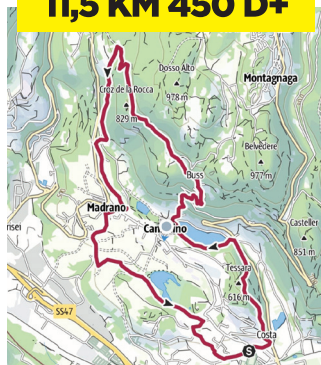 11,5 KM 450 D+
Dosso Alto
978 m
Montagnaga
Croz de la Rocca
829 m
Belvedere
977 m
Buss
Madrano
Casteller
851 m
Tessara
616 m
SS47
Costa
S